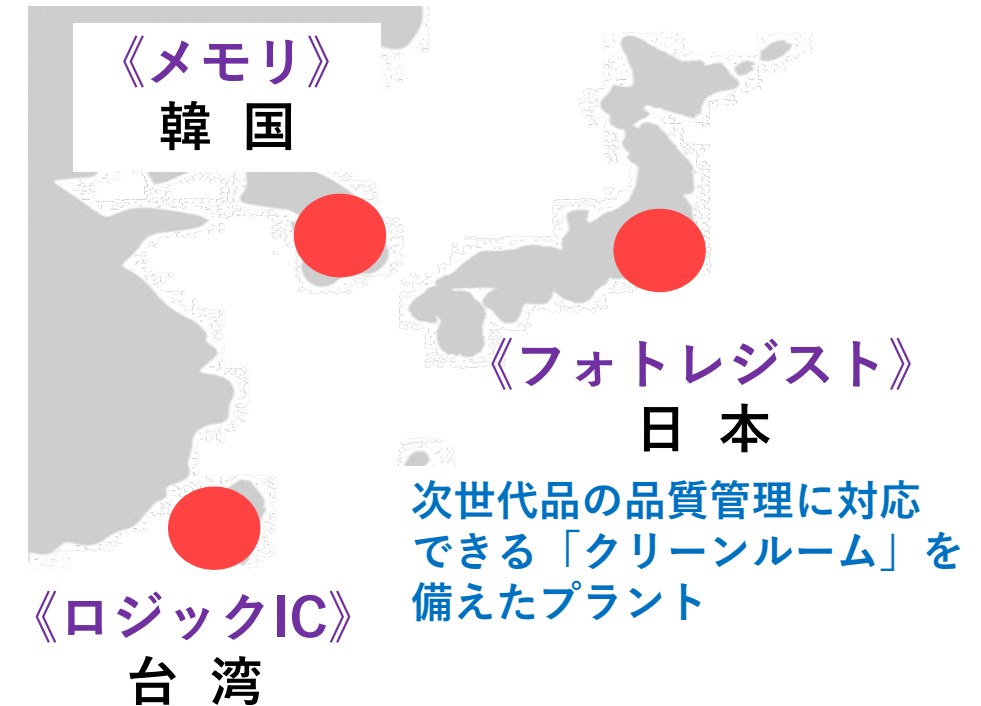 《メモリ》
韓 国
《フォトレジスト》
日 本
次世代品の品質管理に対応
できる「クリーンルーム」を
備えたプラント
《ロジックIC》
台 湾